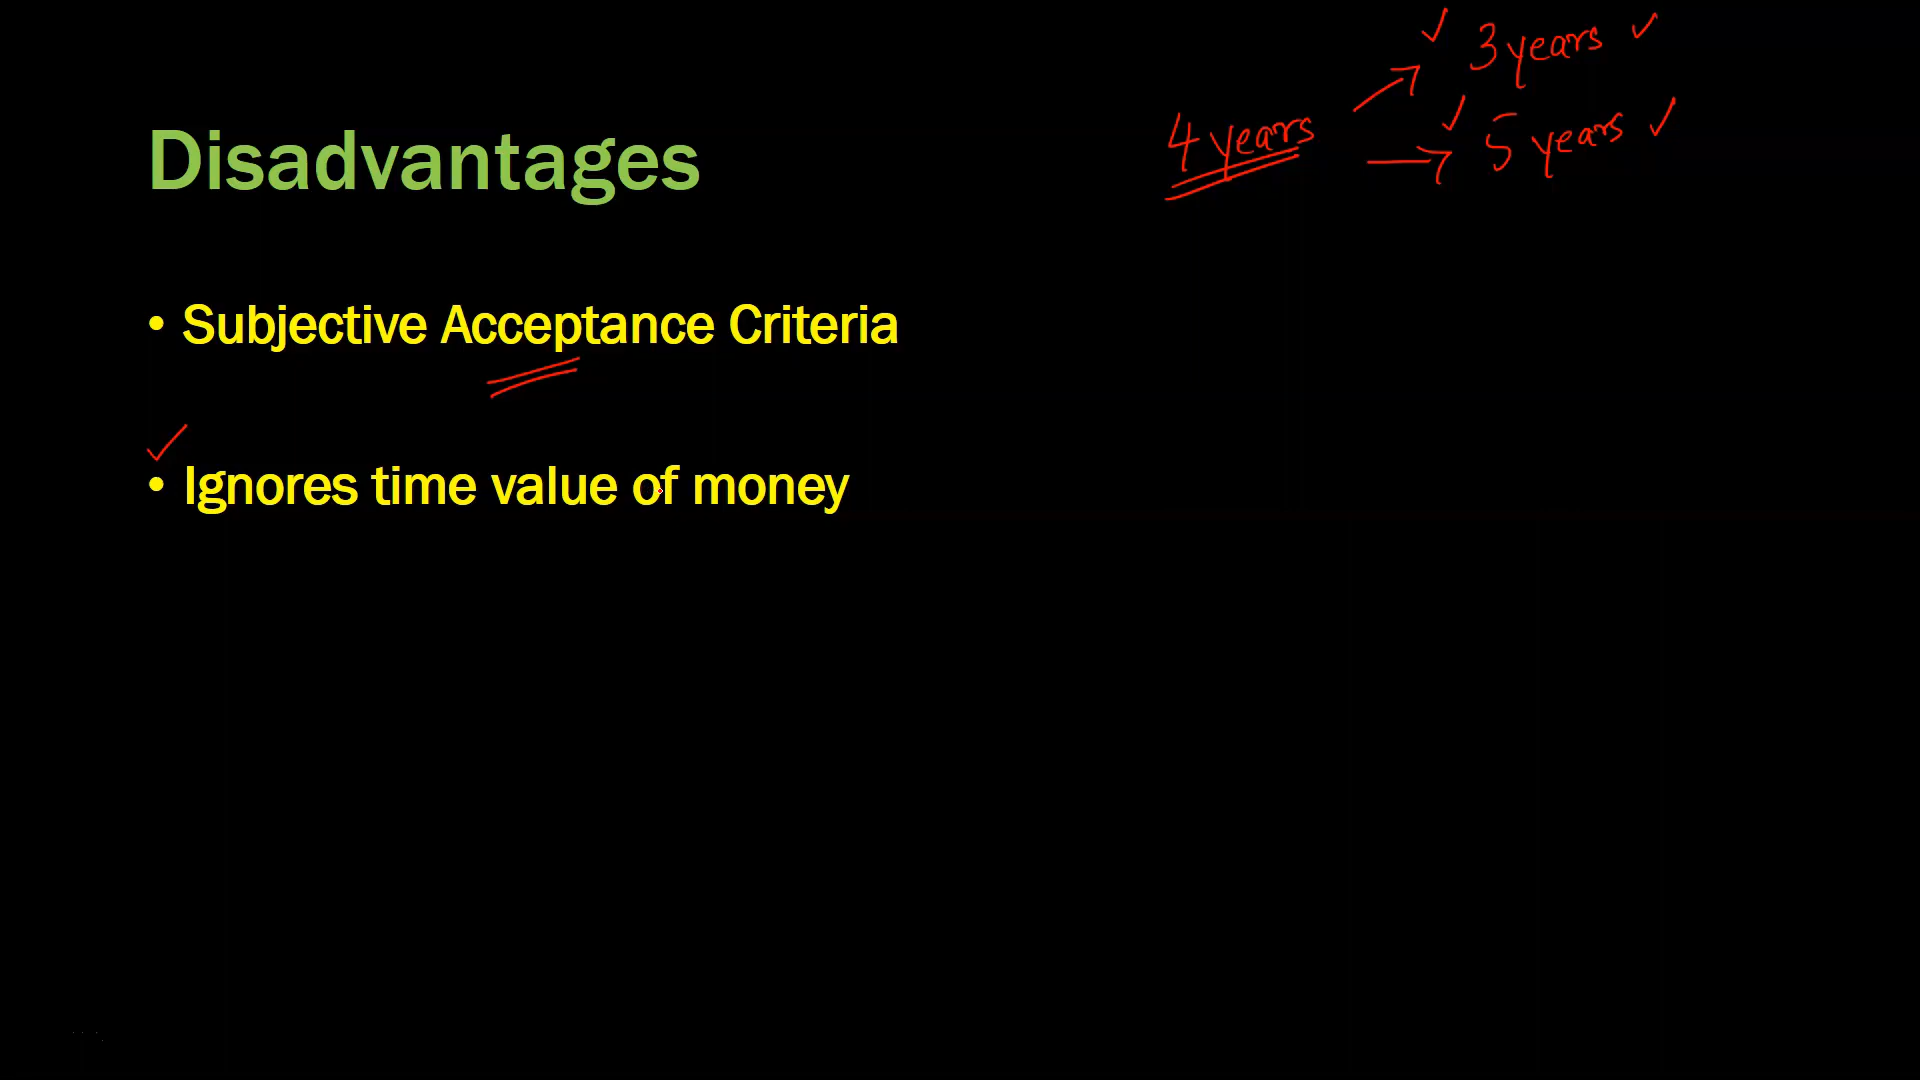 3 years
4 years
5 years
Disadvantages
• Subjective Acceptance Criteria
• Ignores time value of money